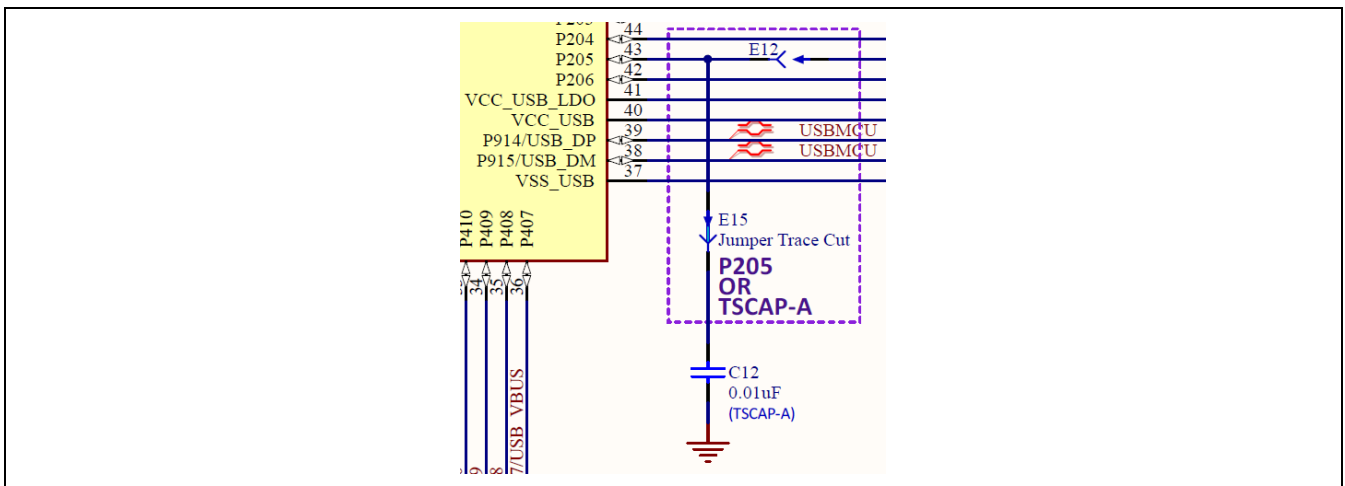 P204
44
P205
43
E12
P206
42
VCC_USB_LDO
41
VCC_USB
40
P914/USB_DP
39
USBMCU
P915/USB_DM
38
USBMCU
VSS_USB
37
P410
P409
P408
P407
E15
Jumper Trace Cut
P205
OR
TSCAP-A
34
35
36
C12
0.01uF
(TSCAP-A)
7/USB VBUS